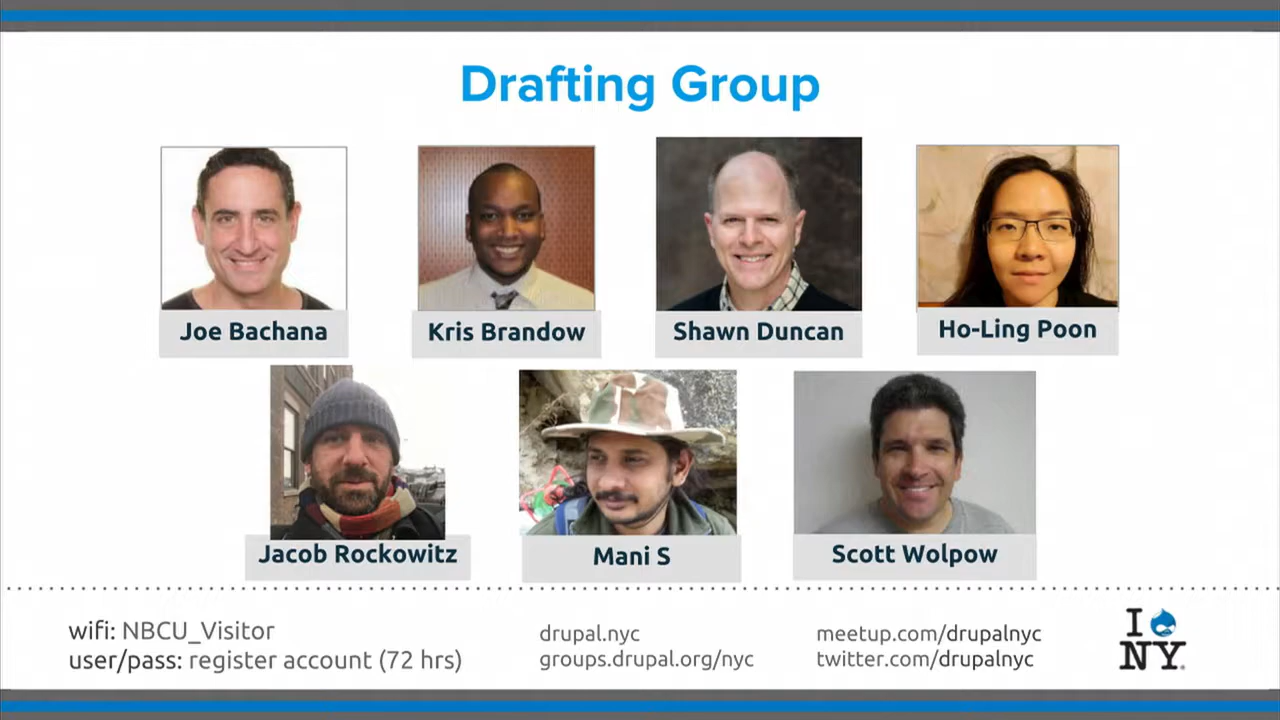 Drafting Group
Joe Bachana
Kris Brandow
Shawn Duncan
Ho-Ling Poon
Jacob Rockowitz
Mani S
Scott Wolpow
wifi: NBCU_Visitor
user/pass: register account (72 hrs)
drupal.nyc
groups.drupal.org/nyc
meetup.com/drupalnyc
twitter.com/drupalnyc
I
NY